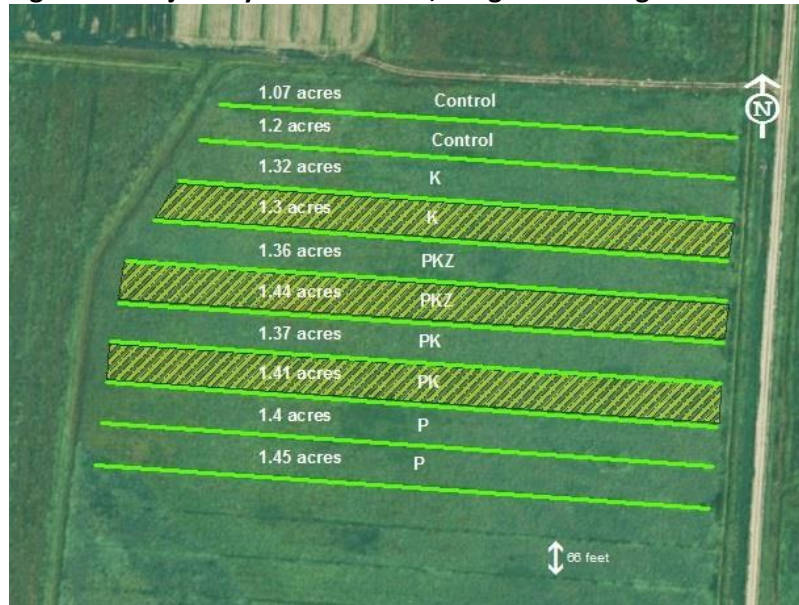 1.07 acres Control
1.2 acres Control
1.32 acres K
1.3 acres K
1.36 acres PKZ
1.44 acres PKZ
1.37 acres PK
1.41 acres PK
1.4 acres P
1.45 acres P
N
66 feet